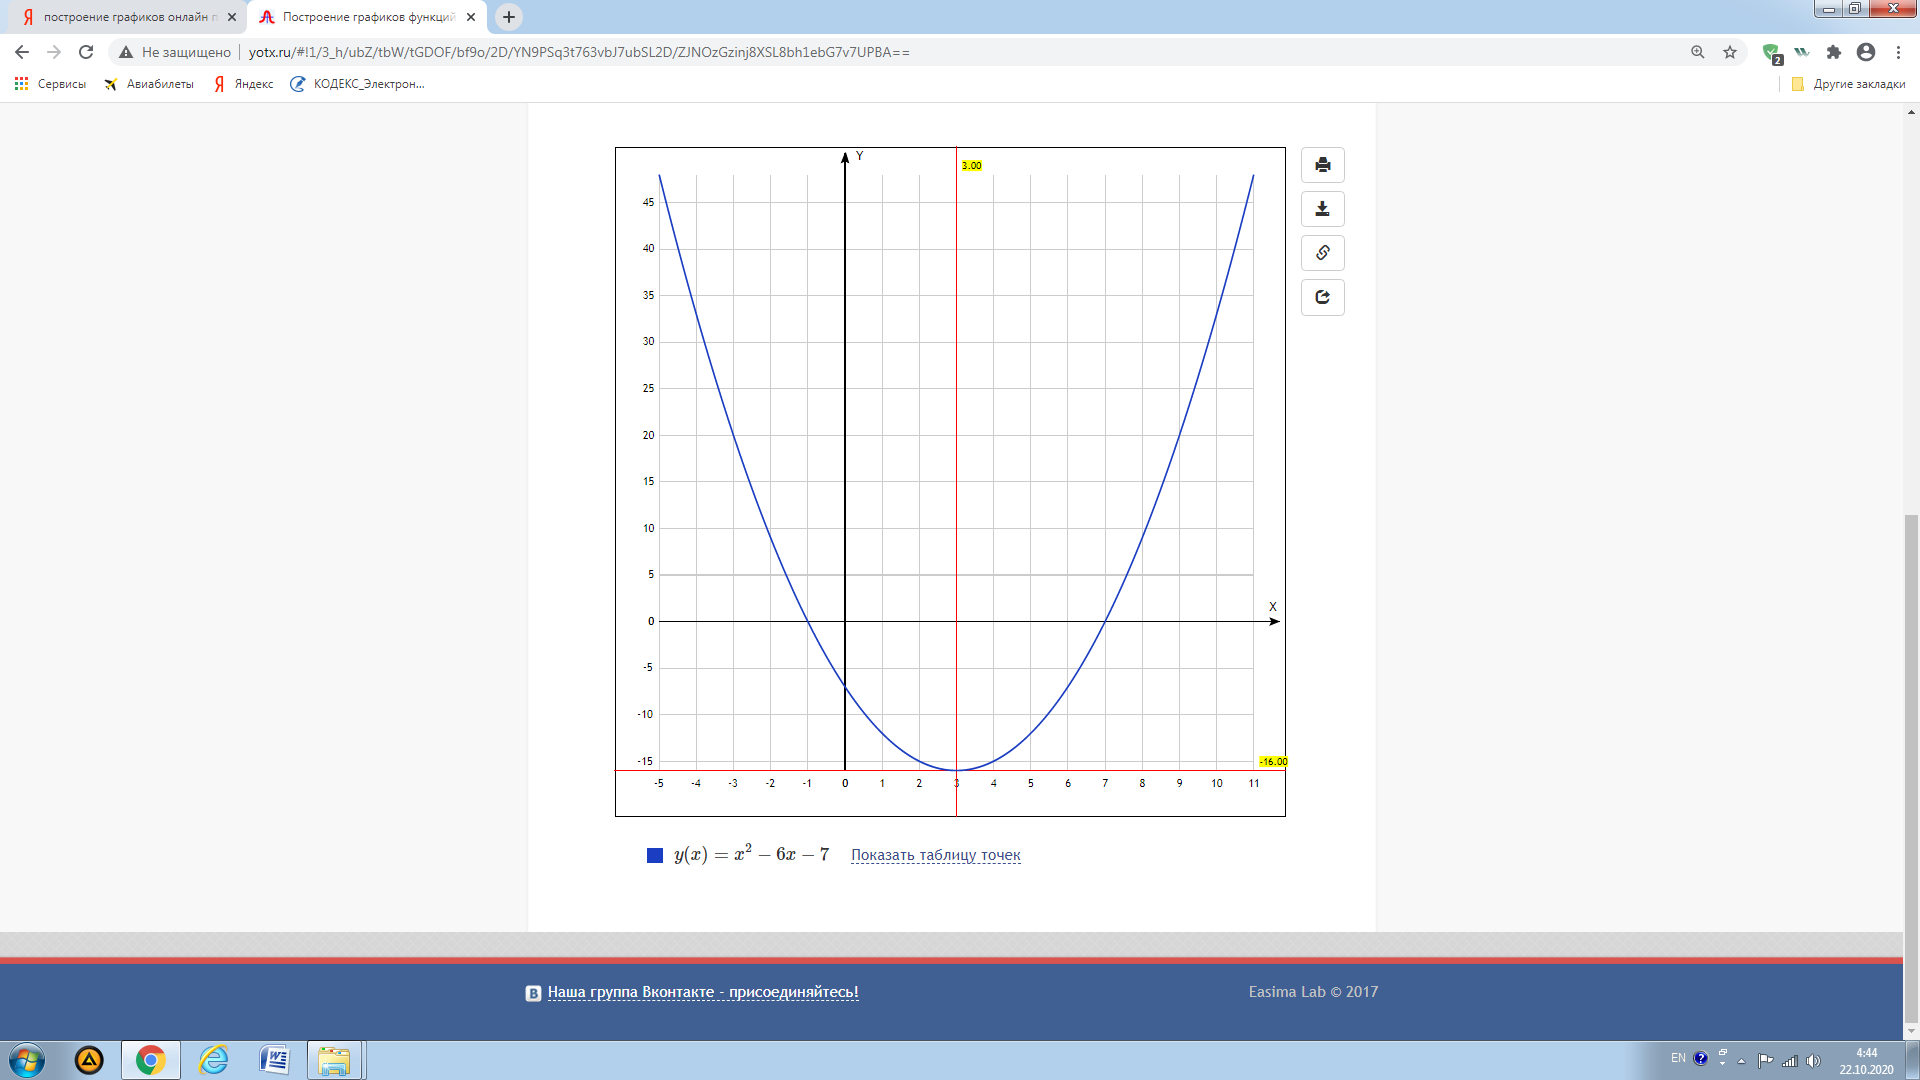 построение графиков онлайн п
Построение графиков функций
Не защищено
yotx.ru/#!1/3_h/ubZ/tbW/tGDOF/bf9o/2D/YN9PSq3t763vbJ7ubSL2D/ZJNOzGzinj8XSL8bh1ebG7v7UPBA==
2
Сервисы
Авиабилеты
Яндекс
КОДЕКС_Электрон...
Другие закладки
Y
3.00
45
40
35
30
25
20
15
10
5
X
0
-5
-10
-15
-16.00
-5 -4 -3 -2 -1 0 1 2 3 4 5 6 7 8 9 10 11
y(x) = x² − 6x − 7 Показать таблицу точек
Наша группа Вконтакте - присоединяйтесь!
Easima Lab © 2017
EN
4:44
22.10.2020